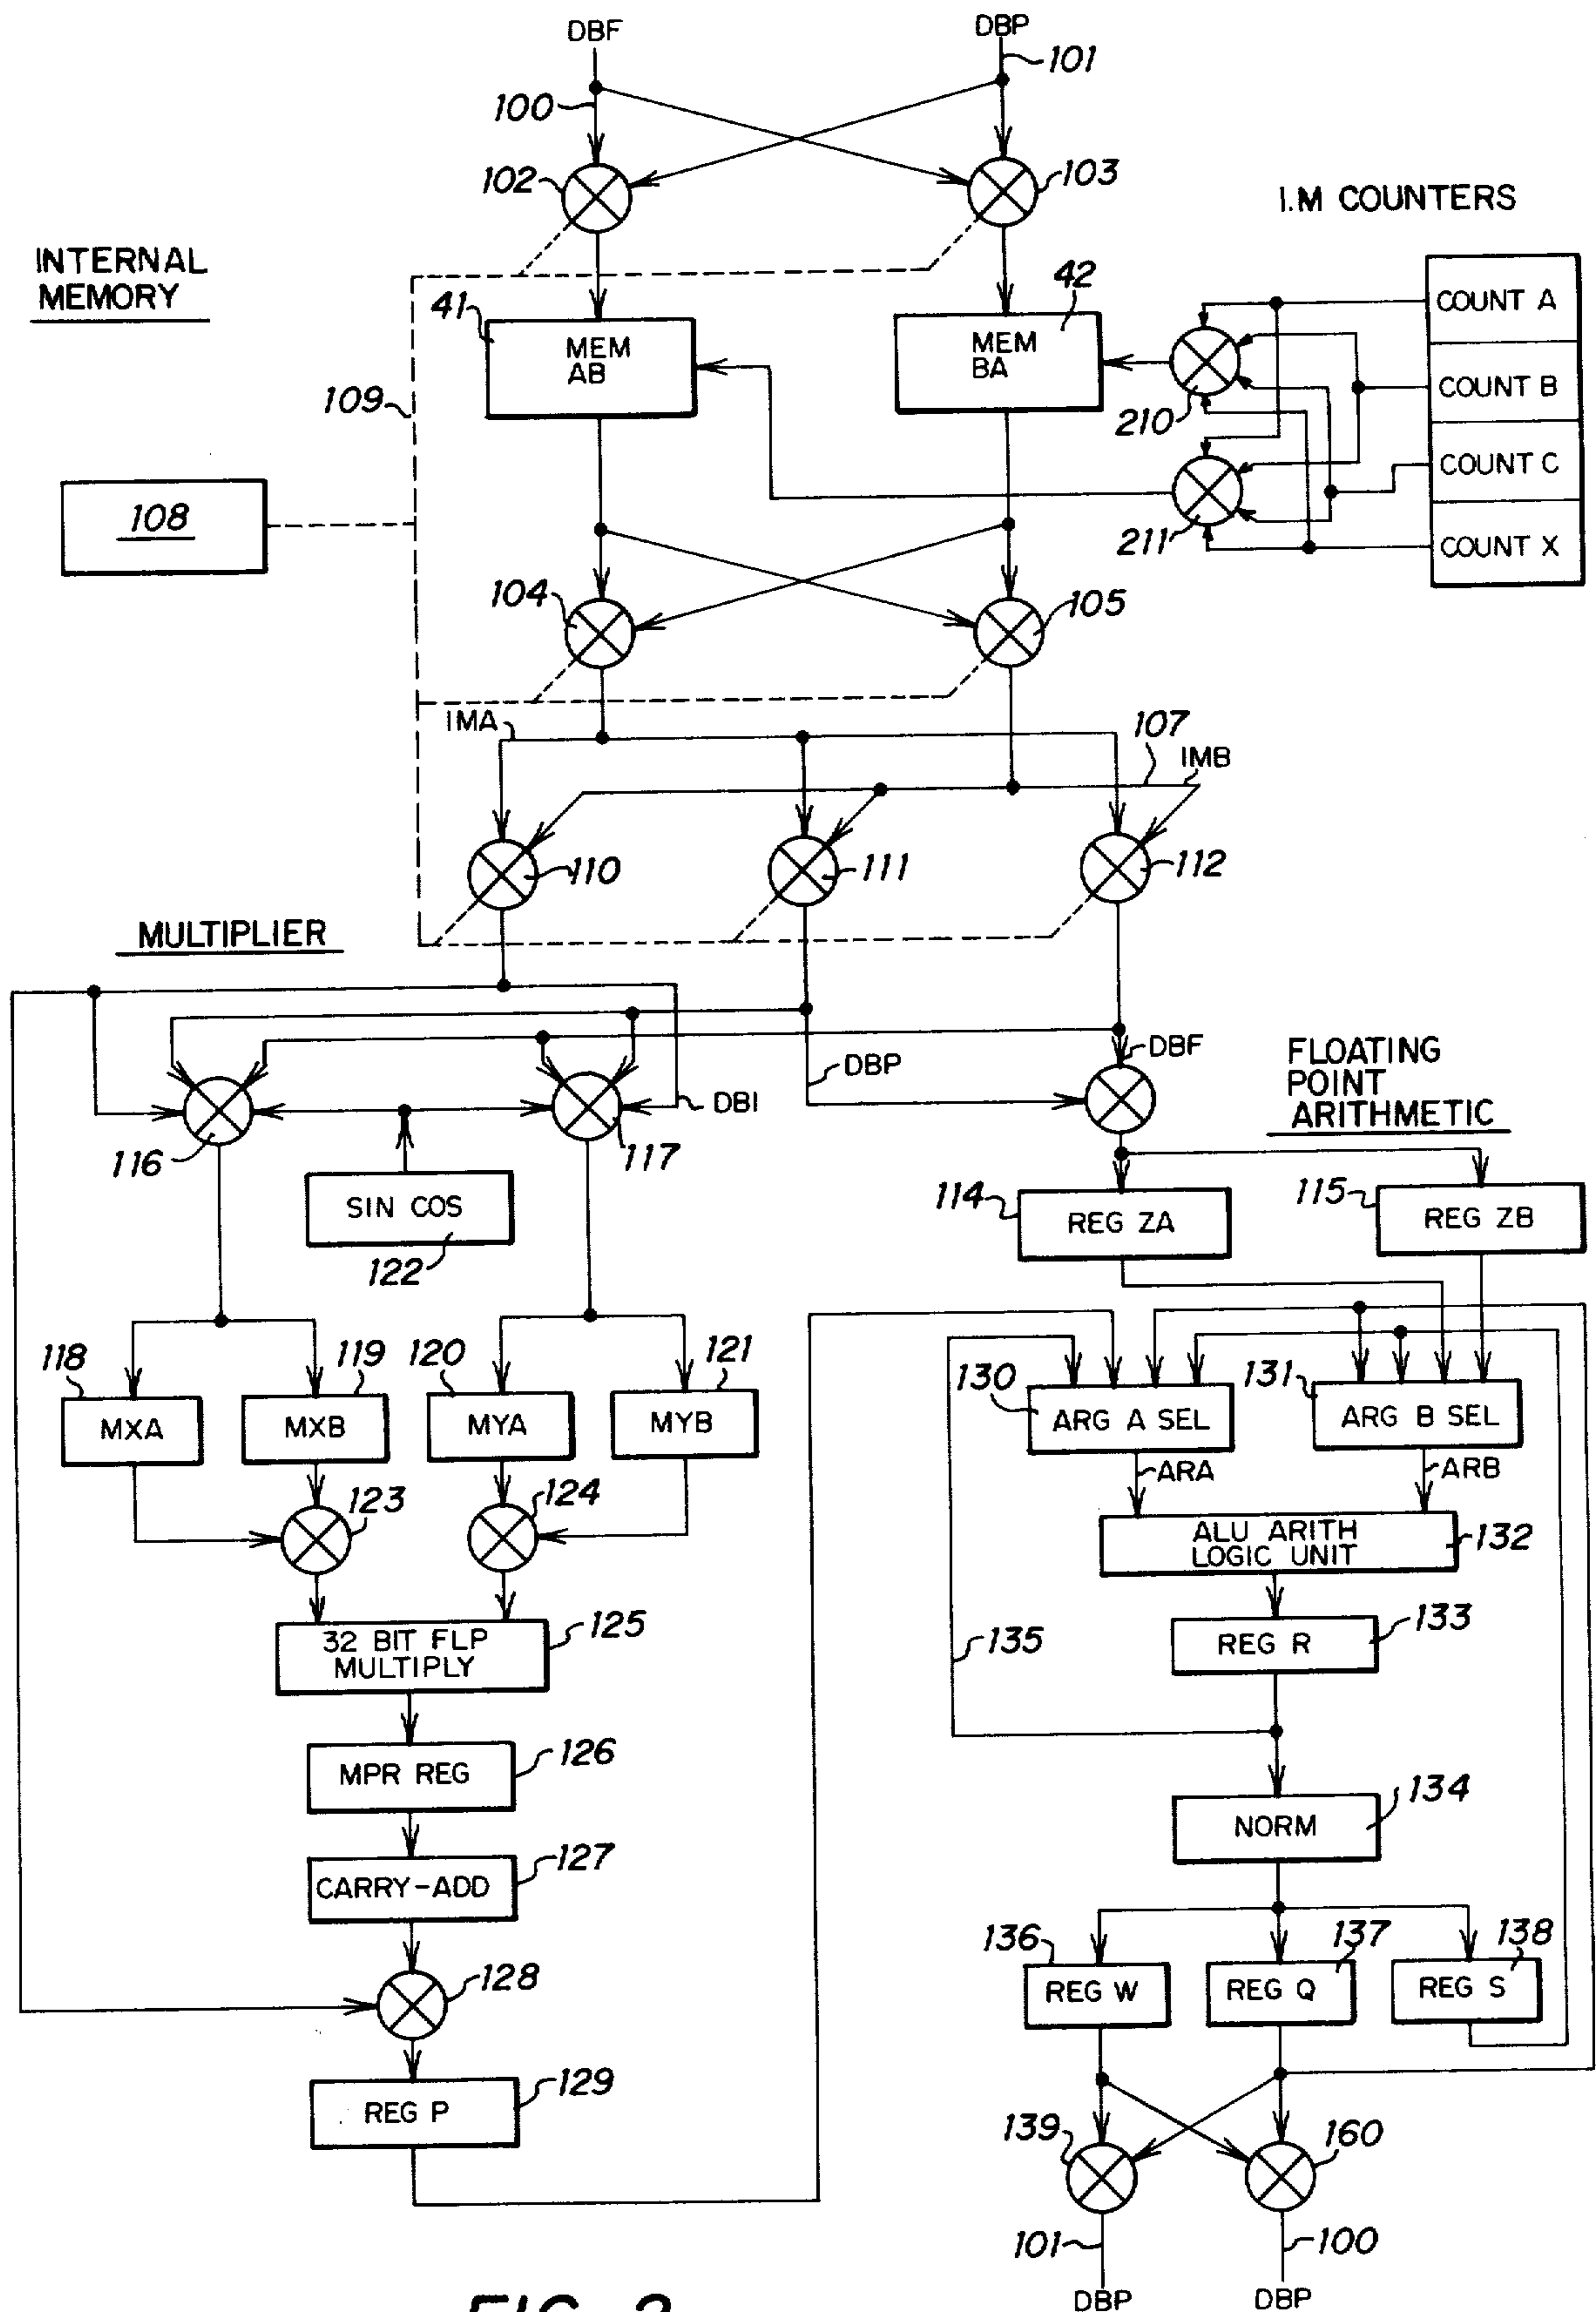 DBF
DBP
101
100
102
103
I.M COUNTERS
INTERNAL
MEMORY
41
MEM
AB
42
MEM
BA
COUNT A
COUNT B
COUNT C
COUNT X
210
211
109
108
104
105
IMA
107
IMB
110
111
112
MULTIPLIER
DBP
DBF
DBI
FLOATING
POINT
ARITHMETIC
116
117
SIN COS
122
114
REG ZA
115
REG ZB
118
MXA
119
MXB
120
MYA
121
MYB
130
ARG A SEL
131
ARG B SEL
ARA
ARB
123
124
ALU ARITH
LOGIC UNIT
132
32 BIT FLP
MULTIPLY
125
REG R
133
135
MPR REG
126
NORM
134
CARRY-ADD
127
128
136
REG W
137
REG Q
138
REG S
REG P
129
139
160
101
100
DBP
DBP